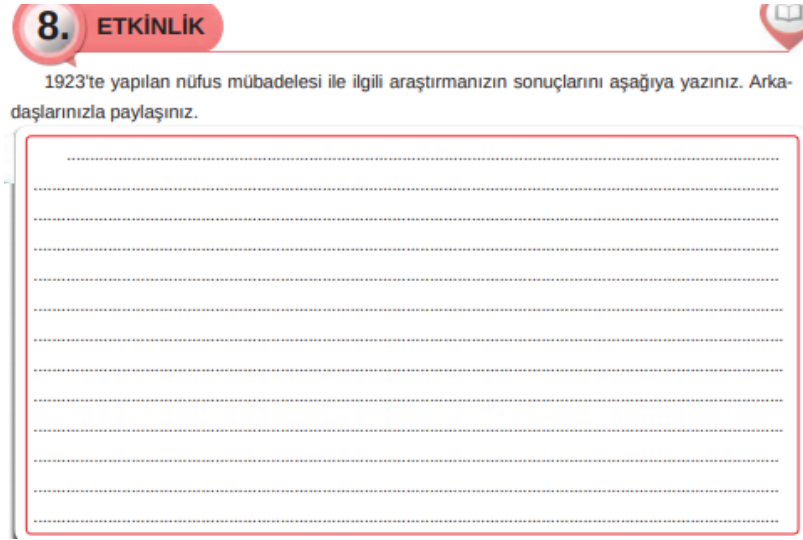 8. ETKİNLİK
1923'te yapılan nüfus mübadelesi ile ilgili araştırmanızın sonuçlarını aşağıya yazınız. Arka-
daşlarınızla paylaşınız.